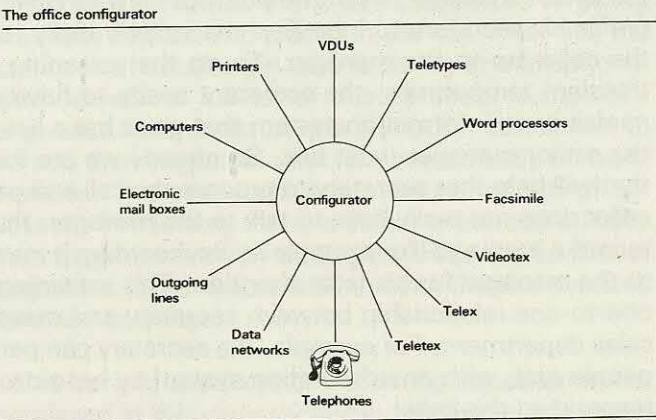 The office configurator
VDUs
Printers
Teletypes
Computers
Word processors
Electronic
mail boxes
Configurator
Facsimile
Videotex
Outgoing
lines
Telex
Data
networks
Teletex
Telephones